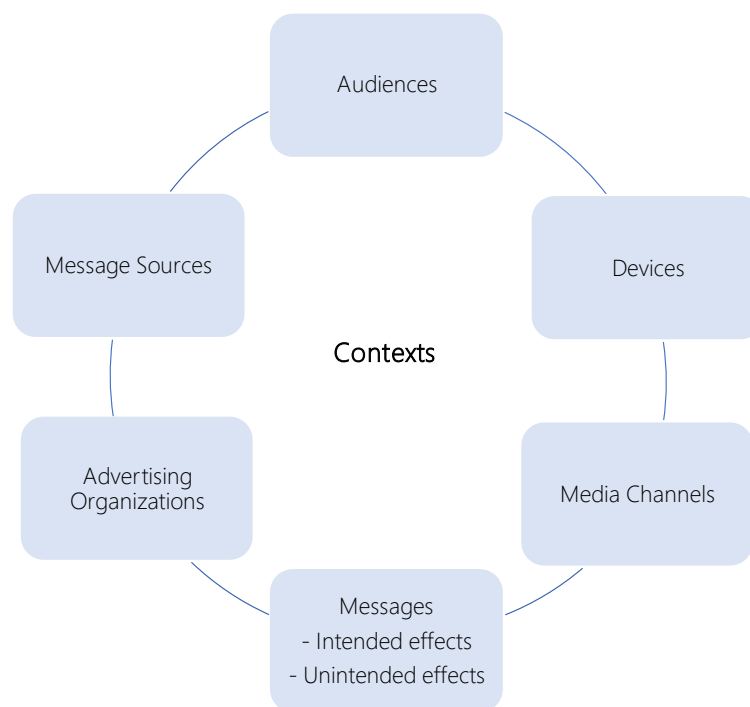 Audiences
Message Sources
Devices
Contexts
Advertising
Organizations
Media Channels
Messages
- Intended effects
- Unintended effects